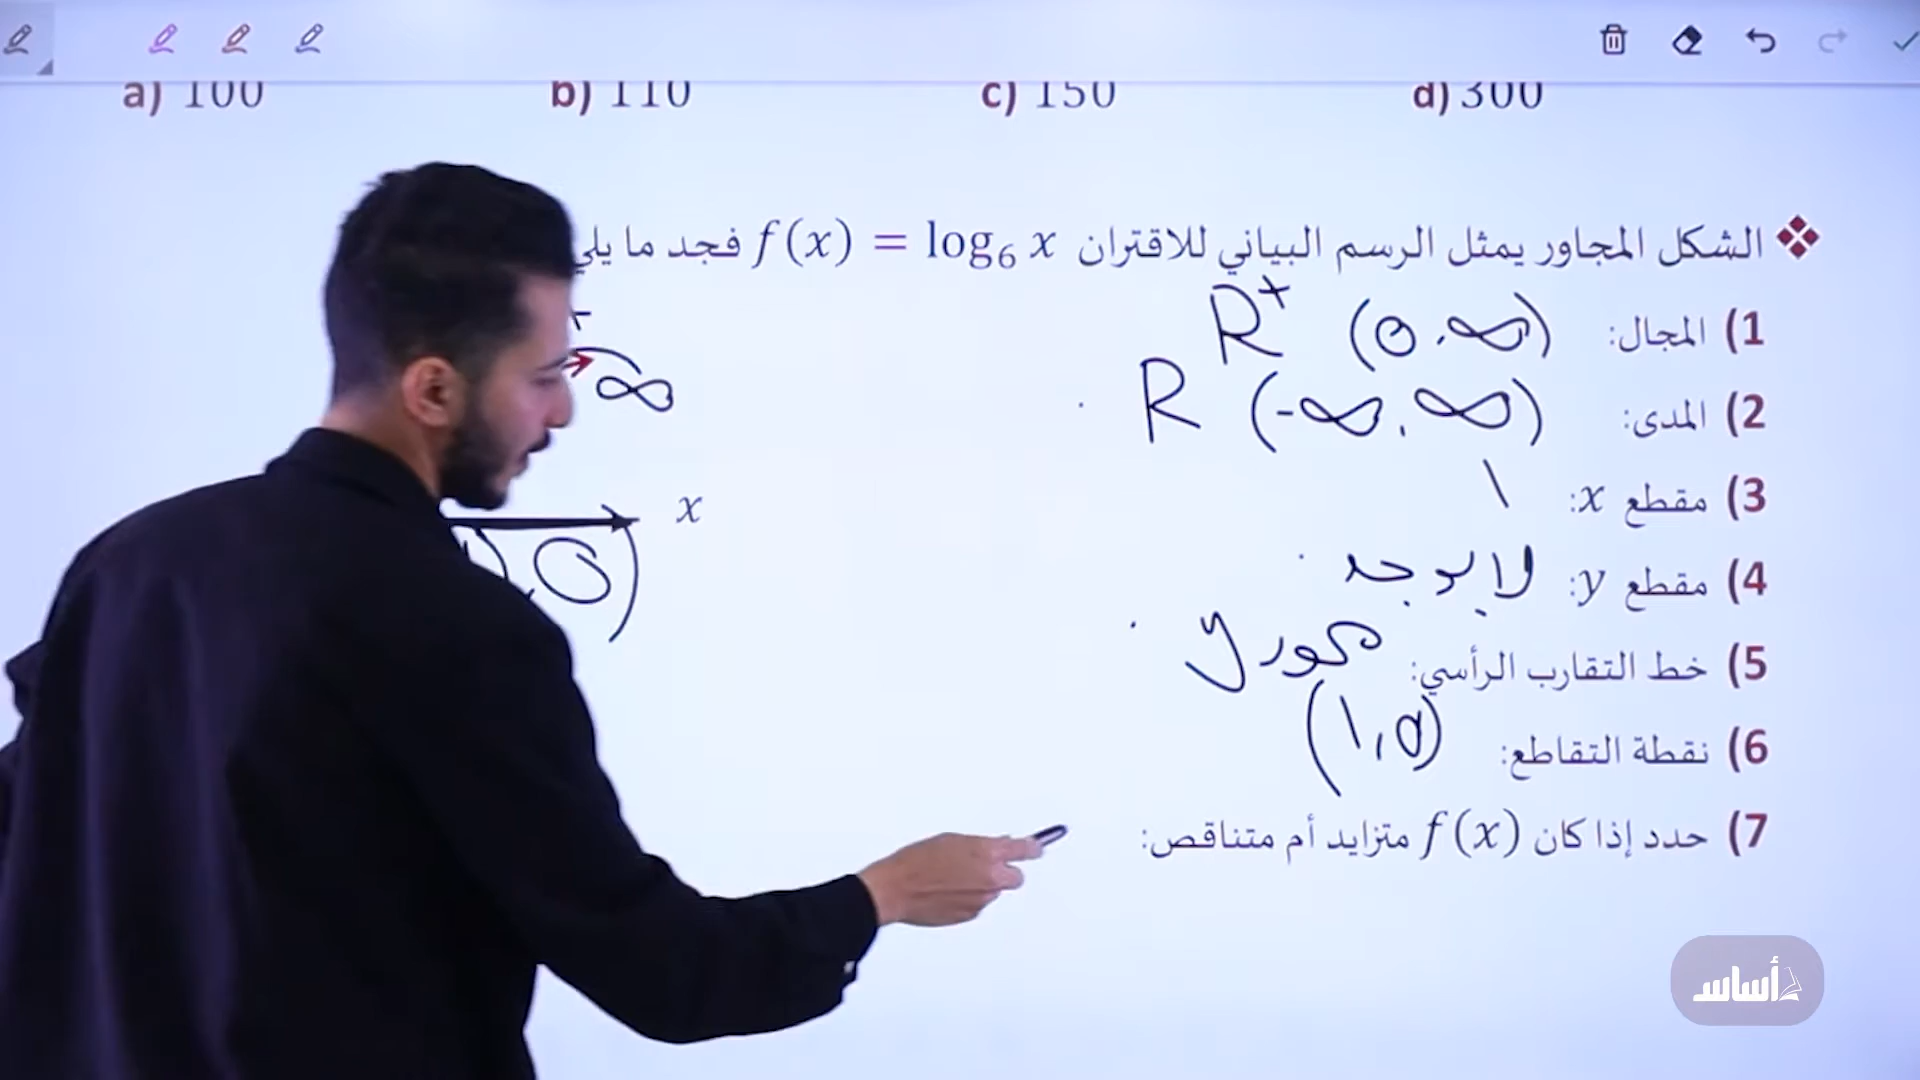 a) 100 b) 110 c) 150 d) 300
❖ الشكل المجاور يمثل الرسم البياني للاقتران f(x) = log₆ x فجد ما يلي
1) المجال: (0, ∞) R⁺
2) المدى: (-∞, ∞) R
3) مقطع x: 1
4) مقطع y: لا يوجد
5) خط التقارب الرأسي: محور y
6) نقطة التقاطع: (1, 0)
7) حدد إذا كان f(x) متزايد أم متناقص:
∞
x
, 0)
أساس